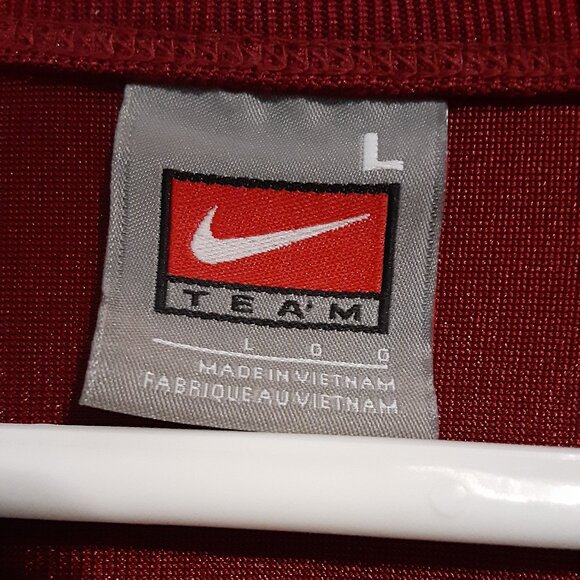 L
TEAM
L G G
MADE IN VIETNAM
FABRIQUE AU VIETNAM